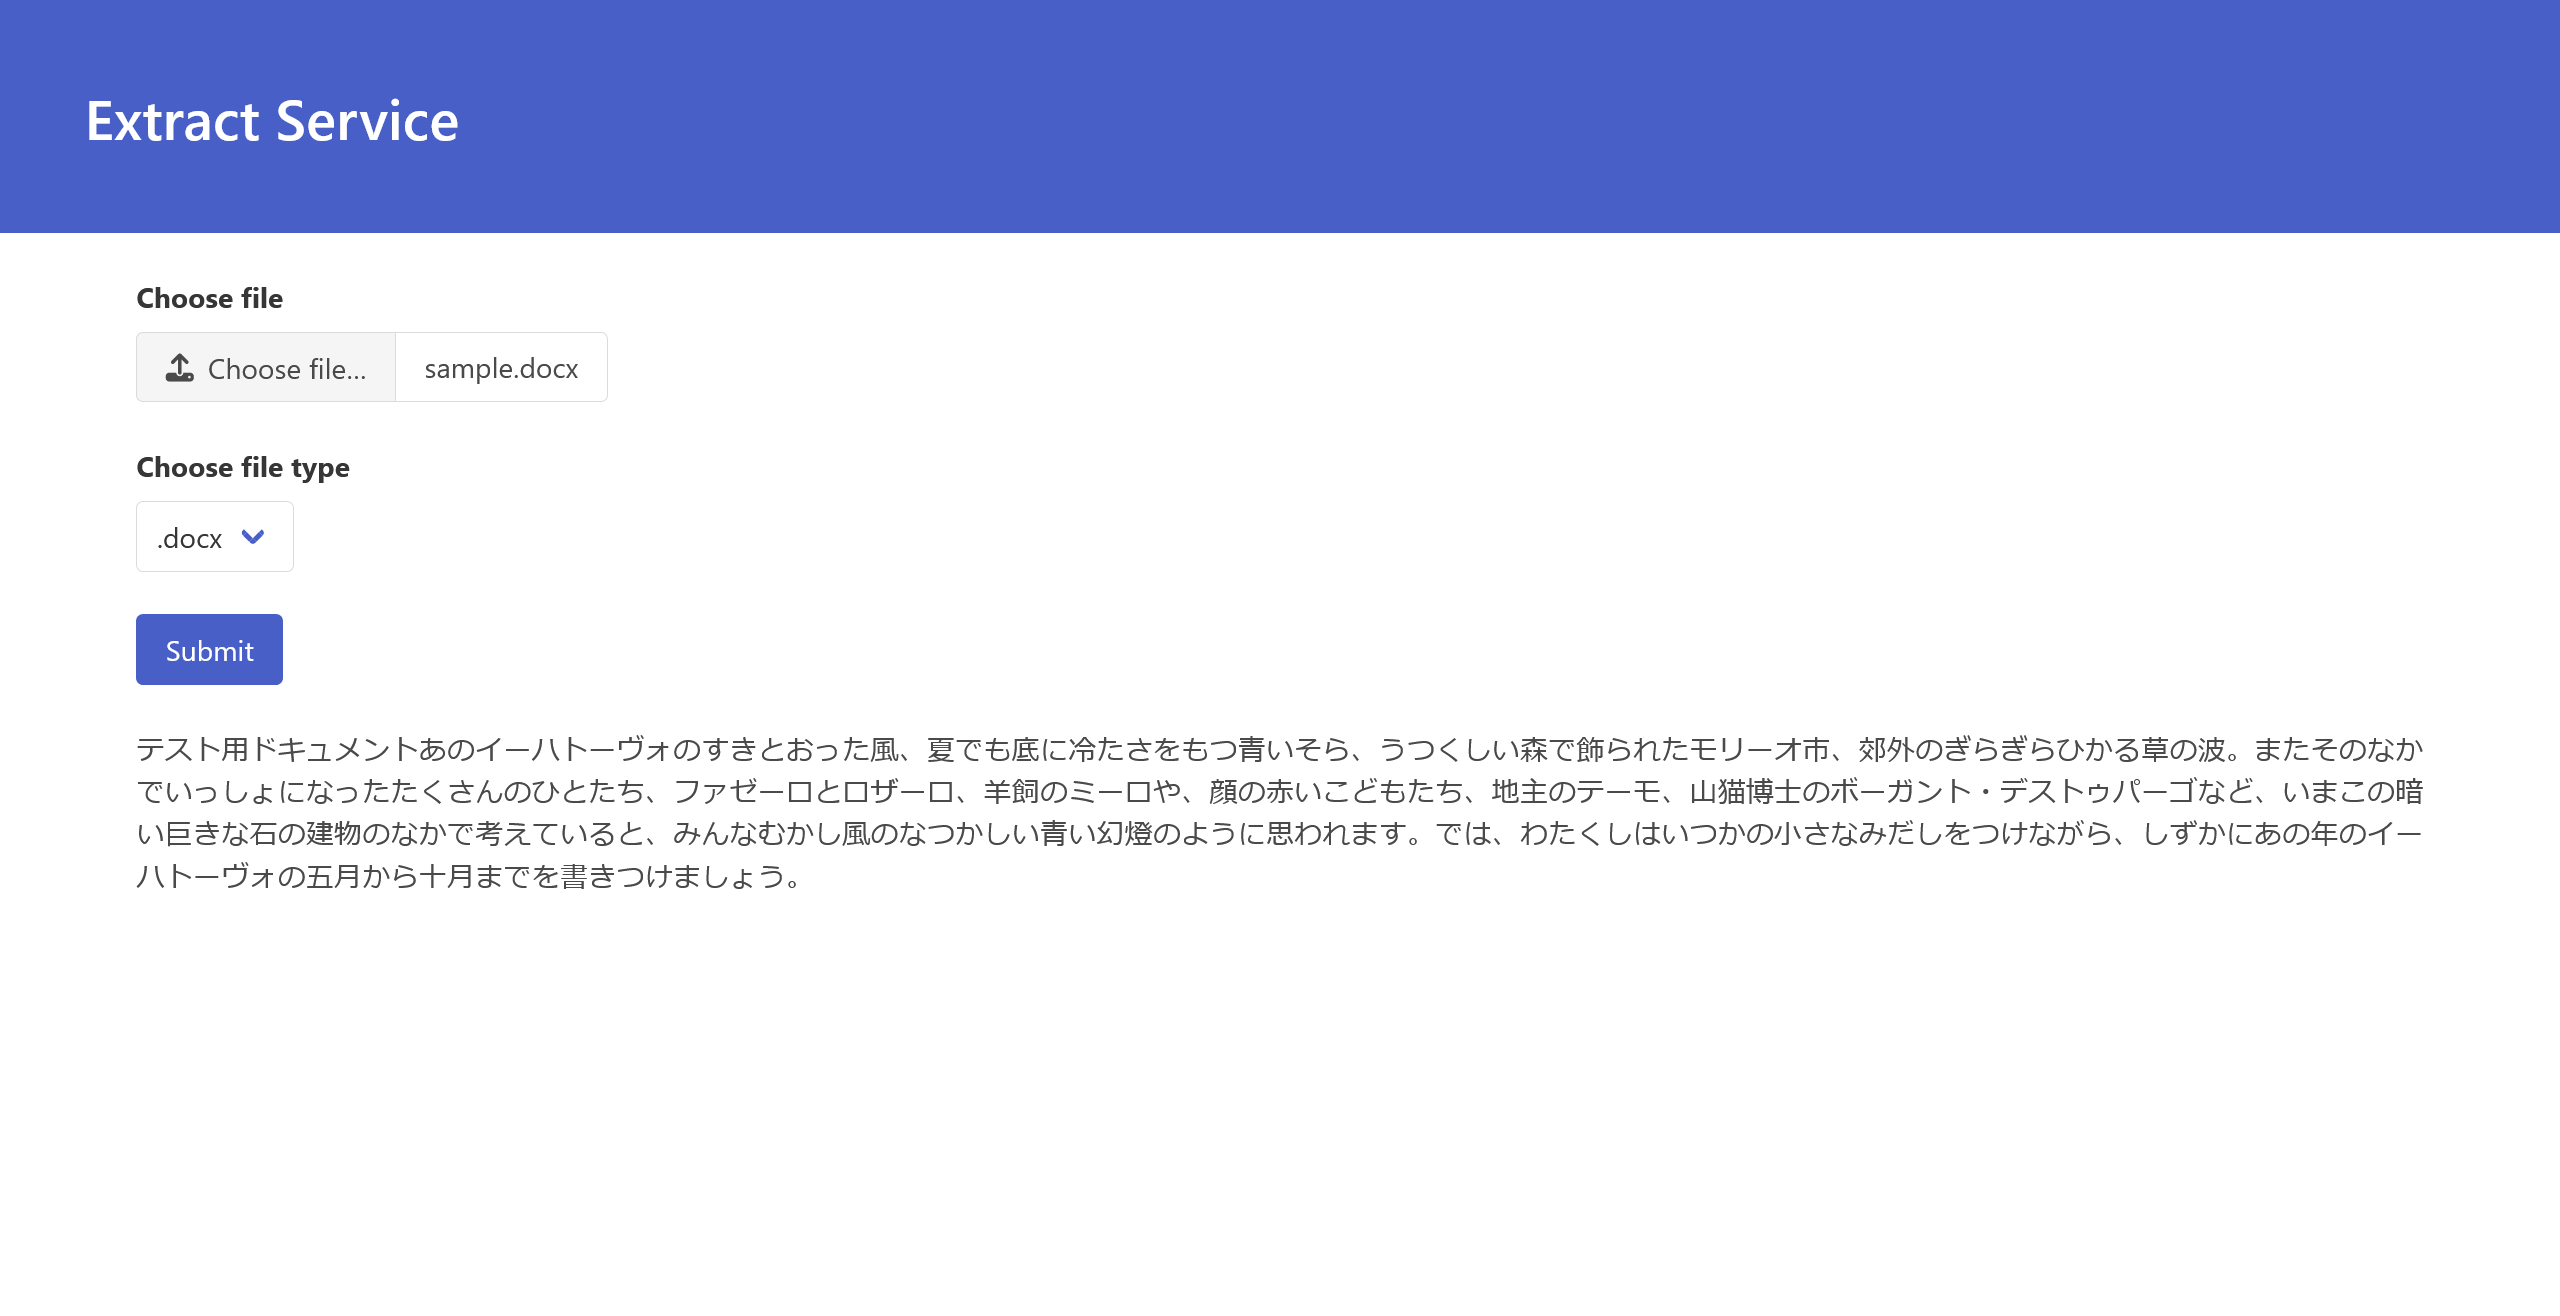 Extract Service
Choose file
Choose file...
sample.docx
Choose file type
.docx
Submit
テスト用ドキュメントあのイーハトーヴォのすきとおった風、夏でも底に冷たさをもつ青いそら、うつくしい森で飾られたモリーオ市、郊外のぎらぎらひかる草の波。またそのなか
でいっしょになったたくさんのひとたち、ファゼーロとロザーロ、羊飼のミーロや、顔の赤いこどもたち、地主のテーモ、山猫博士のボーガント・デストゥパーゴなど、いまこの暗
い巨きな石の建物のなかで考えていると、みんなむかし風のなつかしい青い幻燈のように思われます。では、わたくしはいつかの小さなみだしをつけながら、しずかにあの年のイー
ハトーヴォの五月から十月までを書きつけましょう。